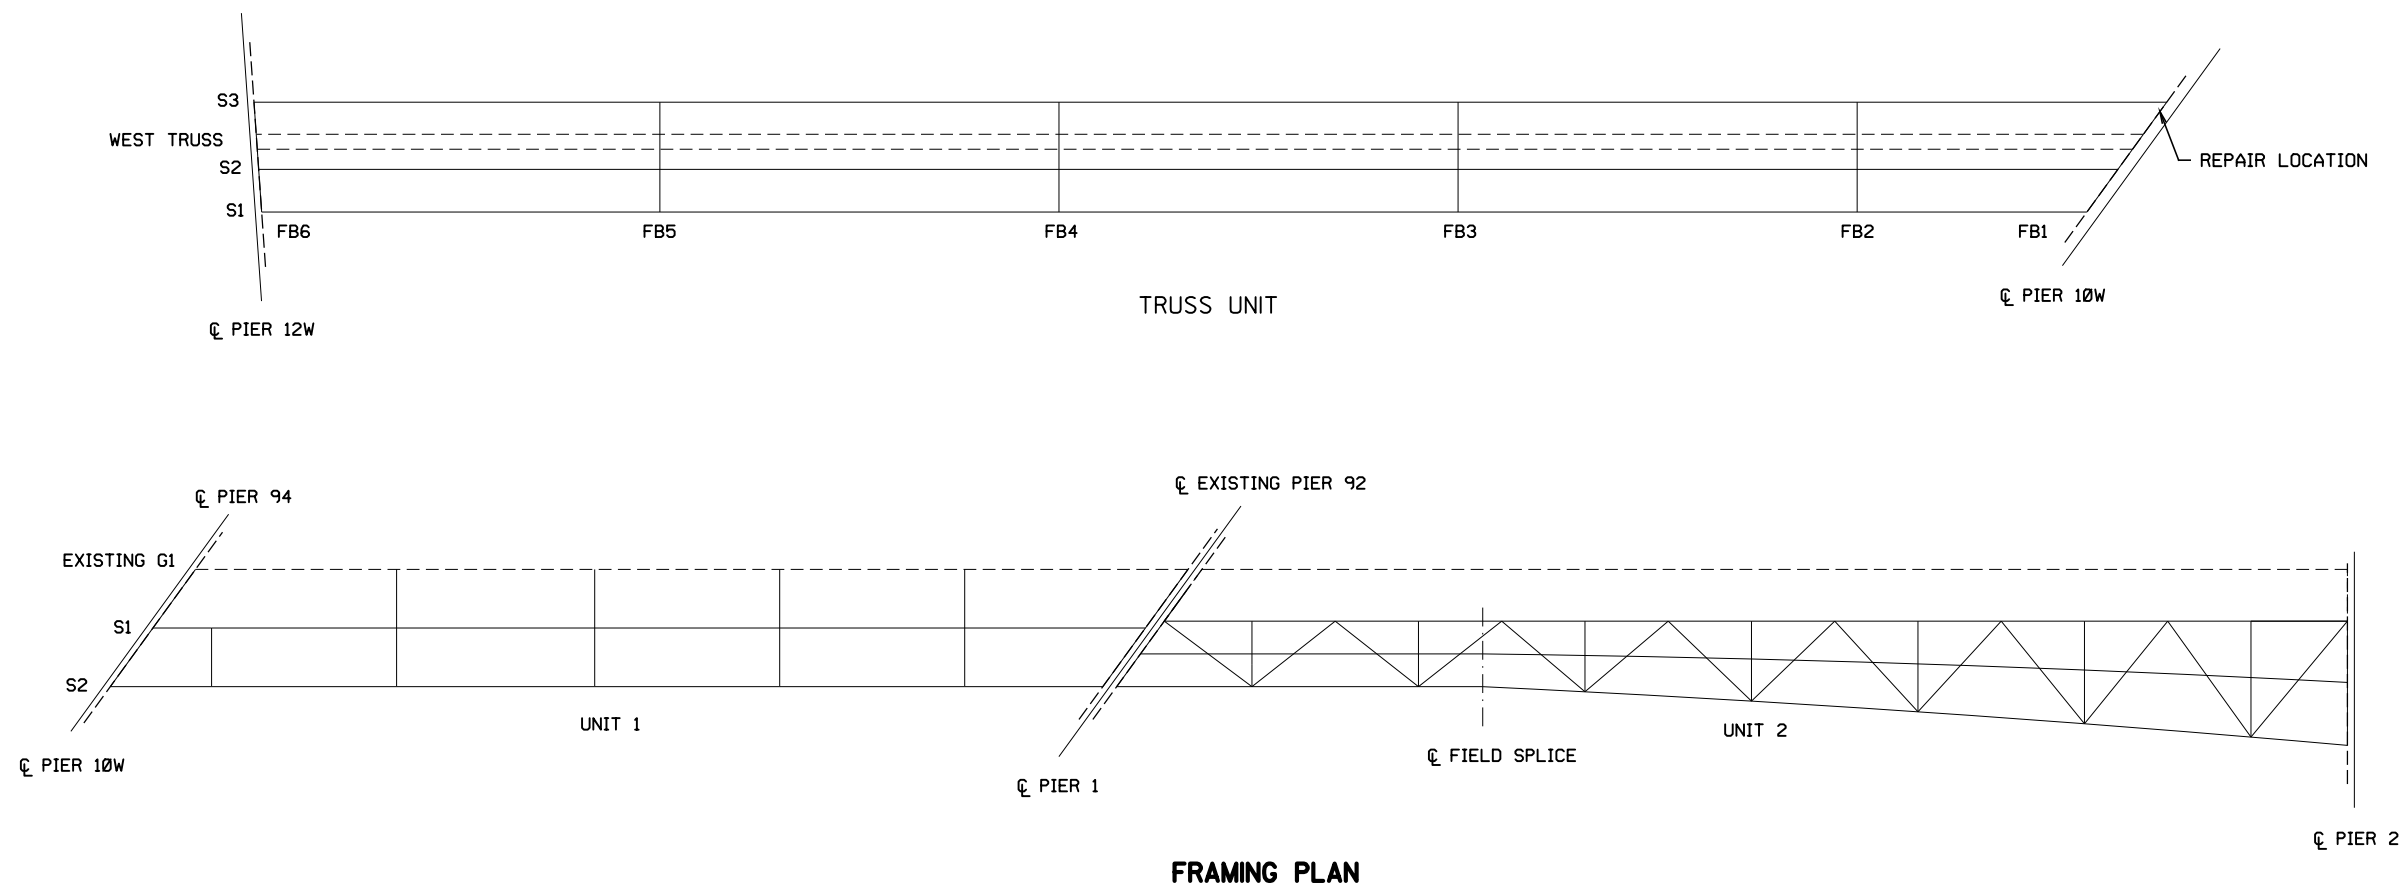 S3
WEST TRUSS
S2
S1
REPAIR LOCATION
FB6
FB5
FB4
FB3
FB2
FB1
℄ PIER 12W
TRUSS UNIT
℄ PIER 10W
℄ PIER 94
℄ EXISTING PIER 92
EXISTING G1
S1
S2
UNIT 1
UNIT 2
℄ PIER 10W
℄ PIER 1
℄ FIELD SPLICE
℄ PIER 2
FRAMING PLAN